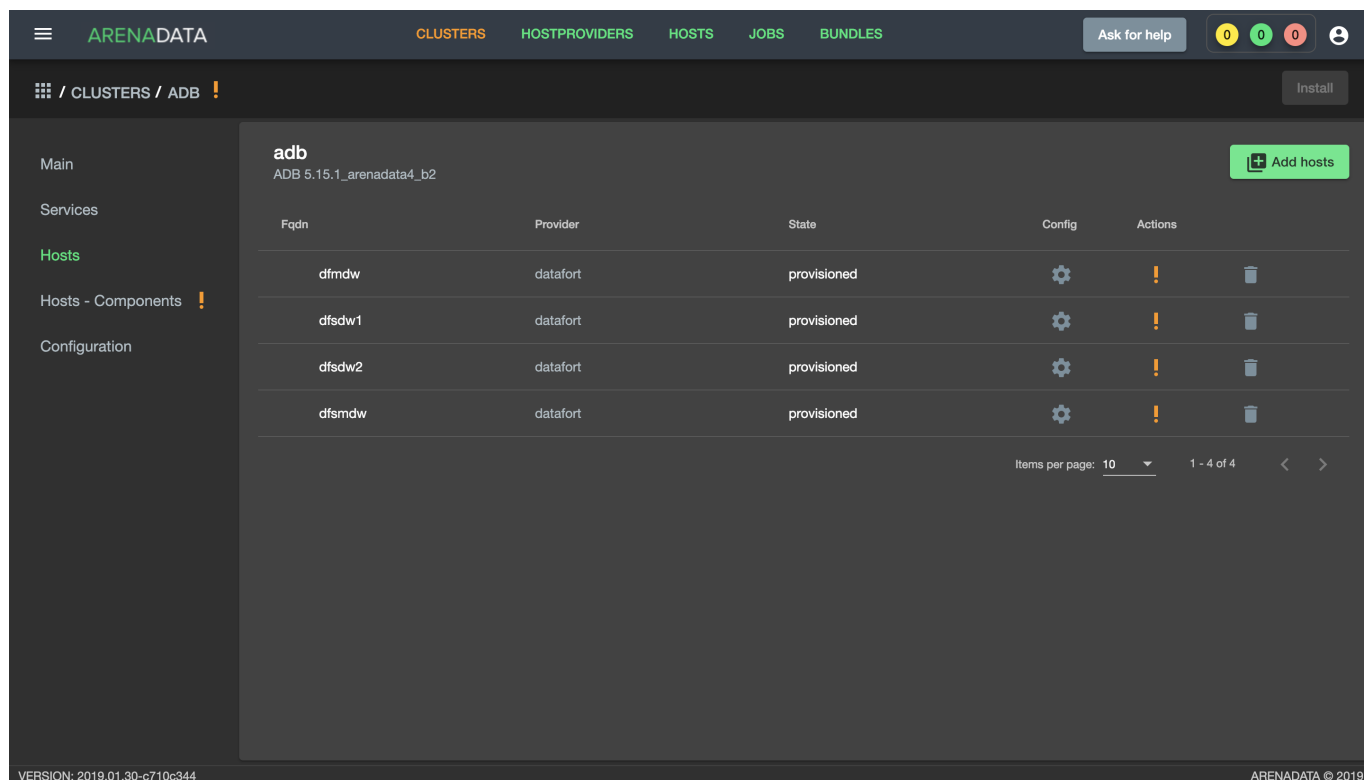 ARENADATA CLUSTERS HOSTPROVIDERS HOSTS JOBS BUNDLES Ask for help 0 0 0
/ CLUSTERS / ADB ! Install
Main
Services
Hosts
Hosts - Components !
Configuration
adb
ADB 5.15.1_arenadata4_b2
Add hosts
Fqdn Provider State Config Actions
dfmdw datafort provisioned !
dfsdw1 datafort provisioned !
dfsdw2 datafort provisioned !
dfsmdw datafort provisioned !
Items per page: 10 1 - 4 of 4
VERSION: 2019.01.30-c710c344 ARENADATA © 2019